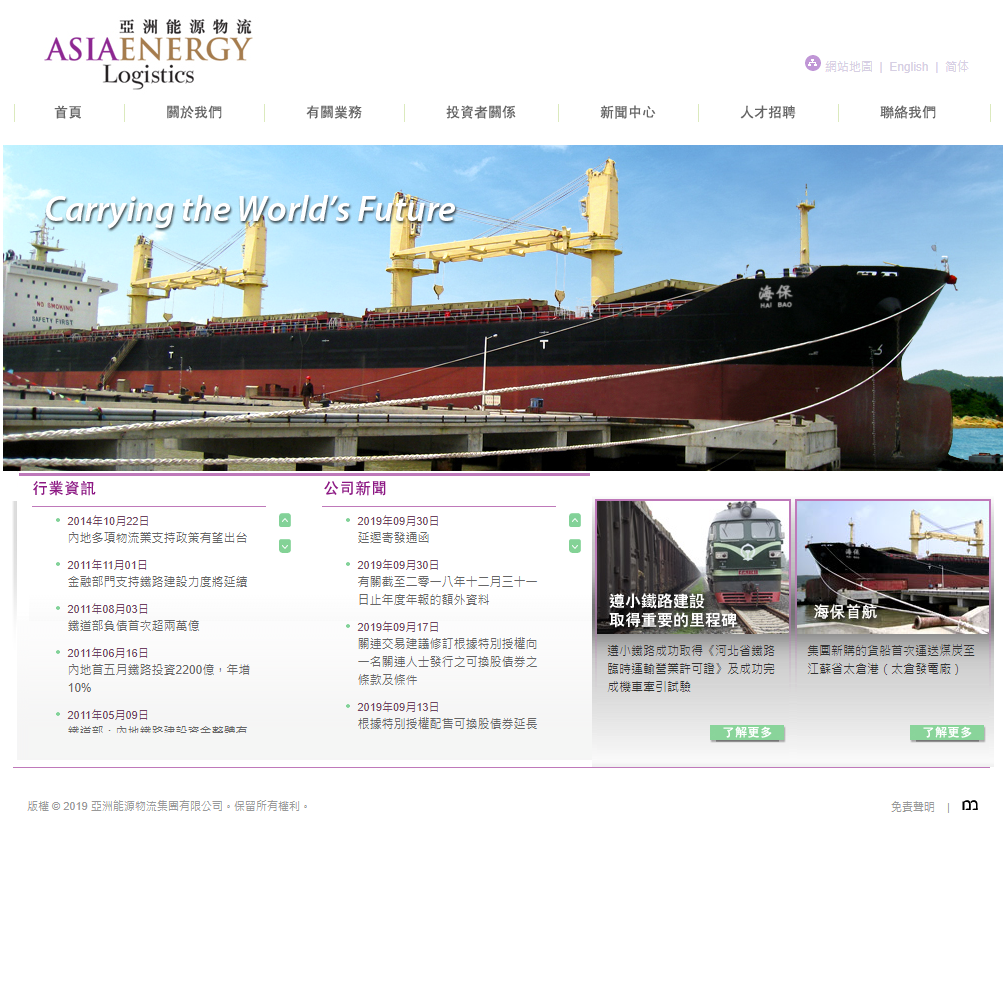 亞洲能源物流
ASIAENERGY
Logistics
網站地圖 | English | 简体
首頁 關於我們 有關業務 投資者關係 新聞中心 人才招聘 聯絡我們
Carrying the World's Future
NO SMOKING
SAFETY FIRST
海保
HAI BAO
行業資訊
2014年10月22日
內地多項物流業支持政策有望出台
2011年11月01日
金融部門支持鐵路建設力度將延續
2011年08月03日
鐵道部負債首次超兩萬億
2011年06月16日
內地首五月鐵路投資2200億，年增
10%
2011年05月09日
鐵道部：內地鐵路建設資金整體有
公司新聞
2019年09月30日
延遲寄發通函
2019年09月30日
有關截至二零一八年十二月三十一
日止年度年報的額外資料
2019年09月17日
關連交易建議修訂根據特別授權向
一名關連人士發行之可換股債券之
條款及條件
2019年09月13日
根據特別授權配售可換股債券延長
遵小鐵路建設
取得重要的里程碑
遵小鐵路成功取得《河北省鐵路
臨時運輸營業許可證》及成功完
成機車牽引試驗
了解更多
海保
海保首航
集團新購的貨船首次運送煤炭至
江蘇省太倉港（太倉發電廠）
了解更多
版權 © 2019 亞洲能源物流集團有限公司。保留所有權利。
免責聲明 |